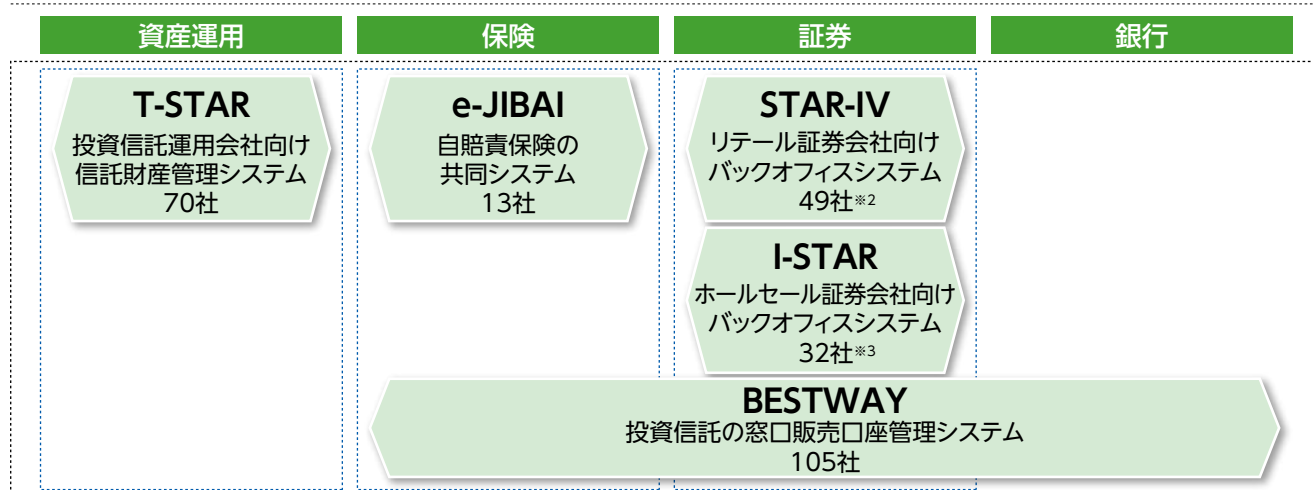 資産運用
保険
証券
銀行
T-STAR
投資信託運用会社向け
信託財産管理システム
70社
e-JIBAI
自賠責保険の
共同システム
13社
STAR-IV
リテール証券会社向け
バックオフィスシステム
49社※2
I-STAR
ホールセール証券会社向け
バックオフィスシステム
32社※3
BESTWAY
投資信託の窓口販売口座管理システム
105社